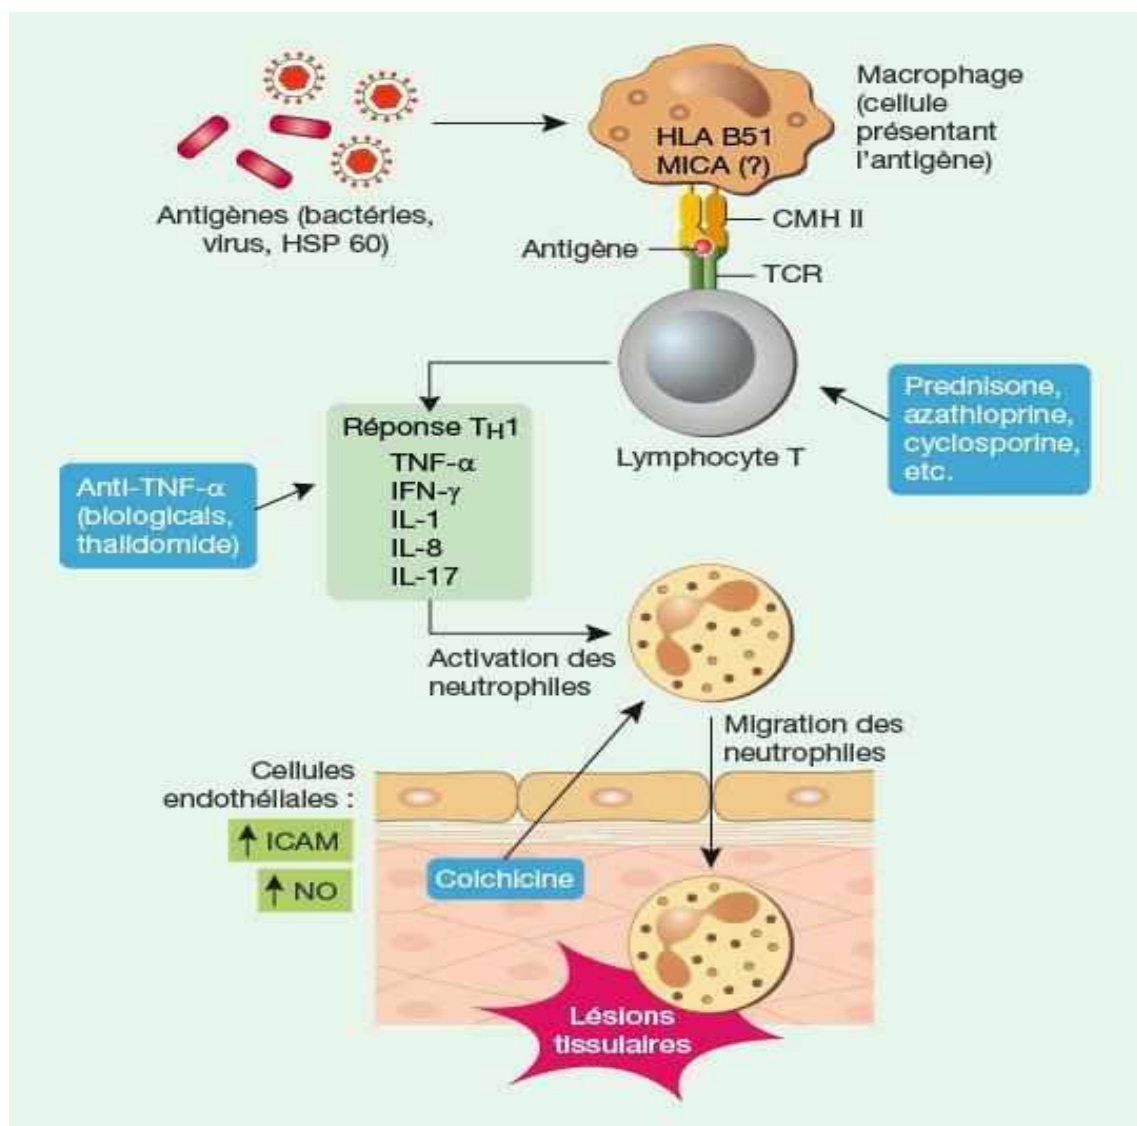 Macrophage
(cellule
présentant
l'antigène)
HLA B51
MICA (?)
Antigènes (bactéries,
virus, HSP 60)
CMH II
Antigène
TCR
Prednisone,
azathioprine,
cyclosporine,
etc.
Lymphocyte T
Réponse TH1
TNF-α
IFN-γ
IL-1
IL-8
IL-17
Anti-TNF-α
(biologicals,
thalidomide)
Activation des
neutrophiles
Migration des
neutrophiles
Cellules
endothéliales :
↑ ICAM
↑ NO
Colchicine
Lésions
tissulaires